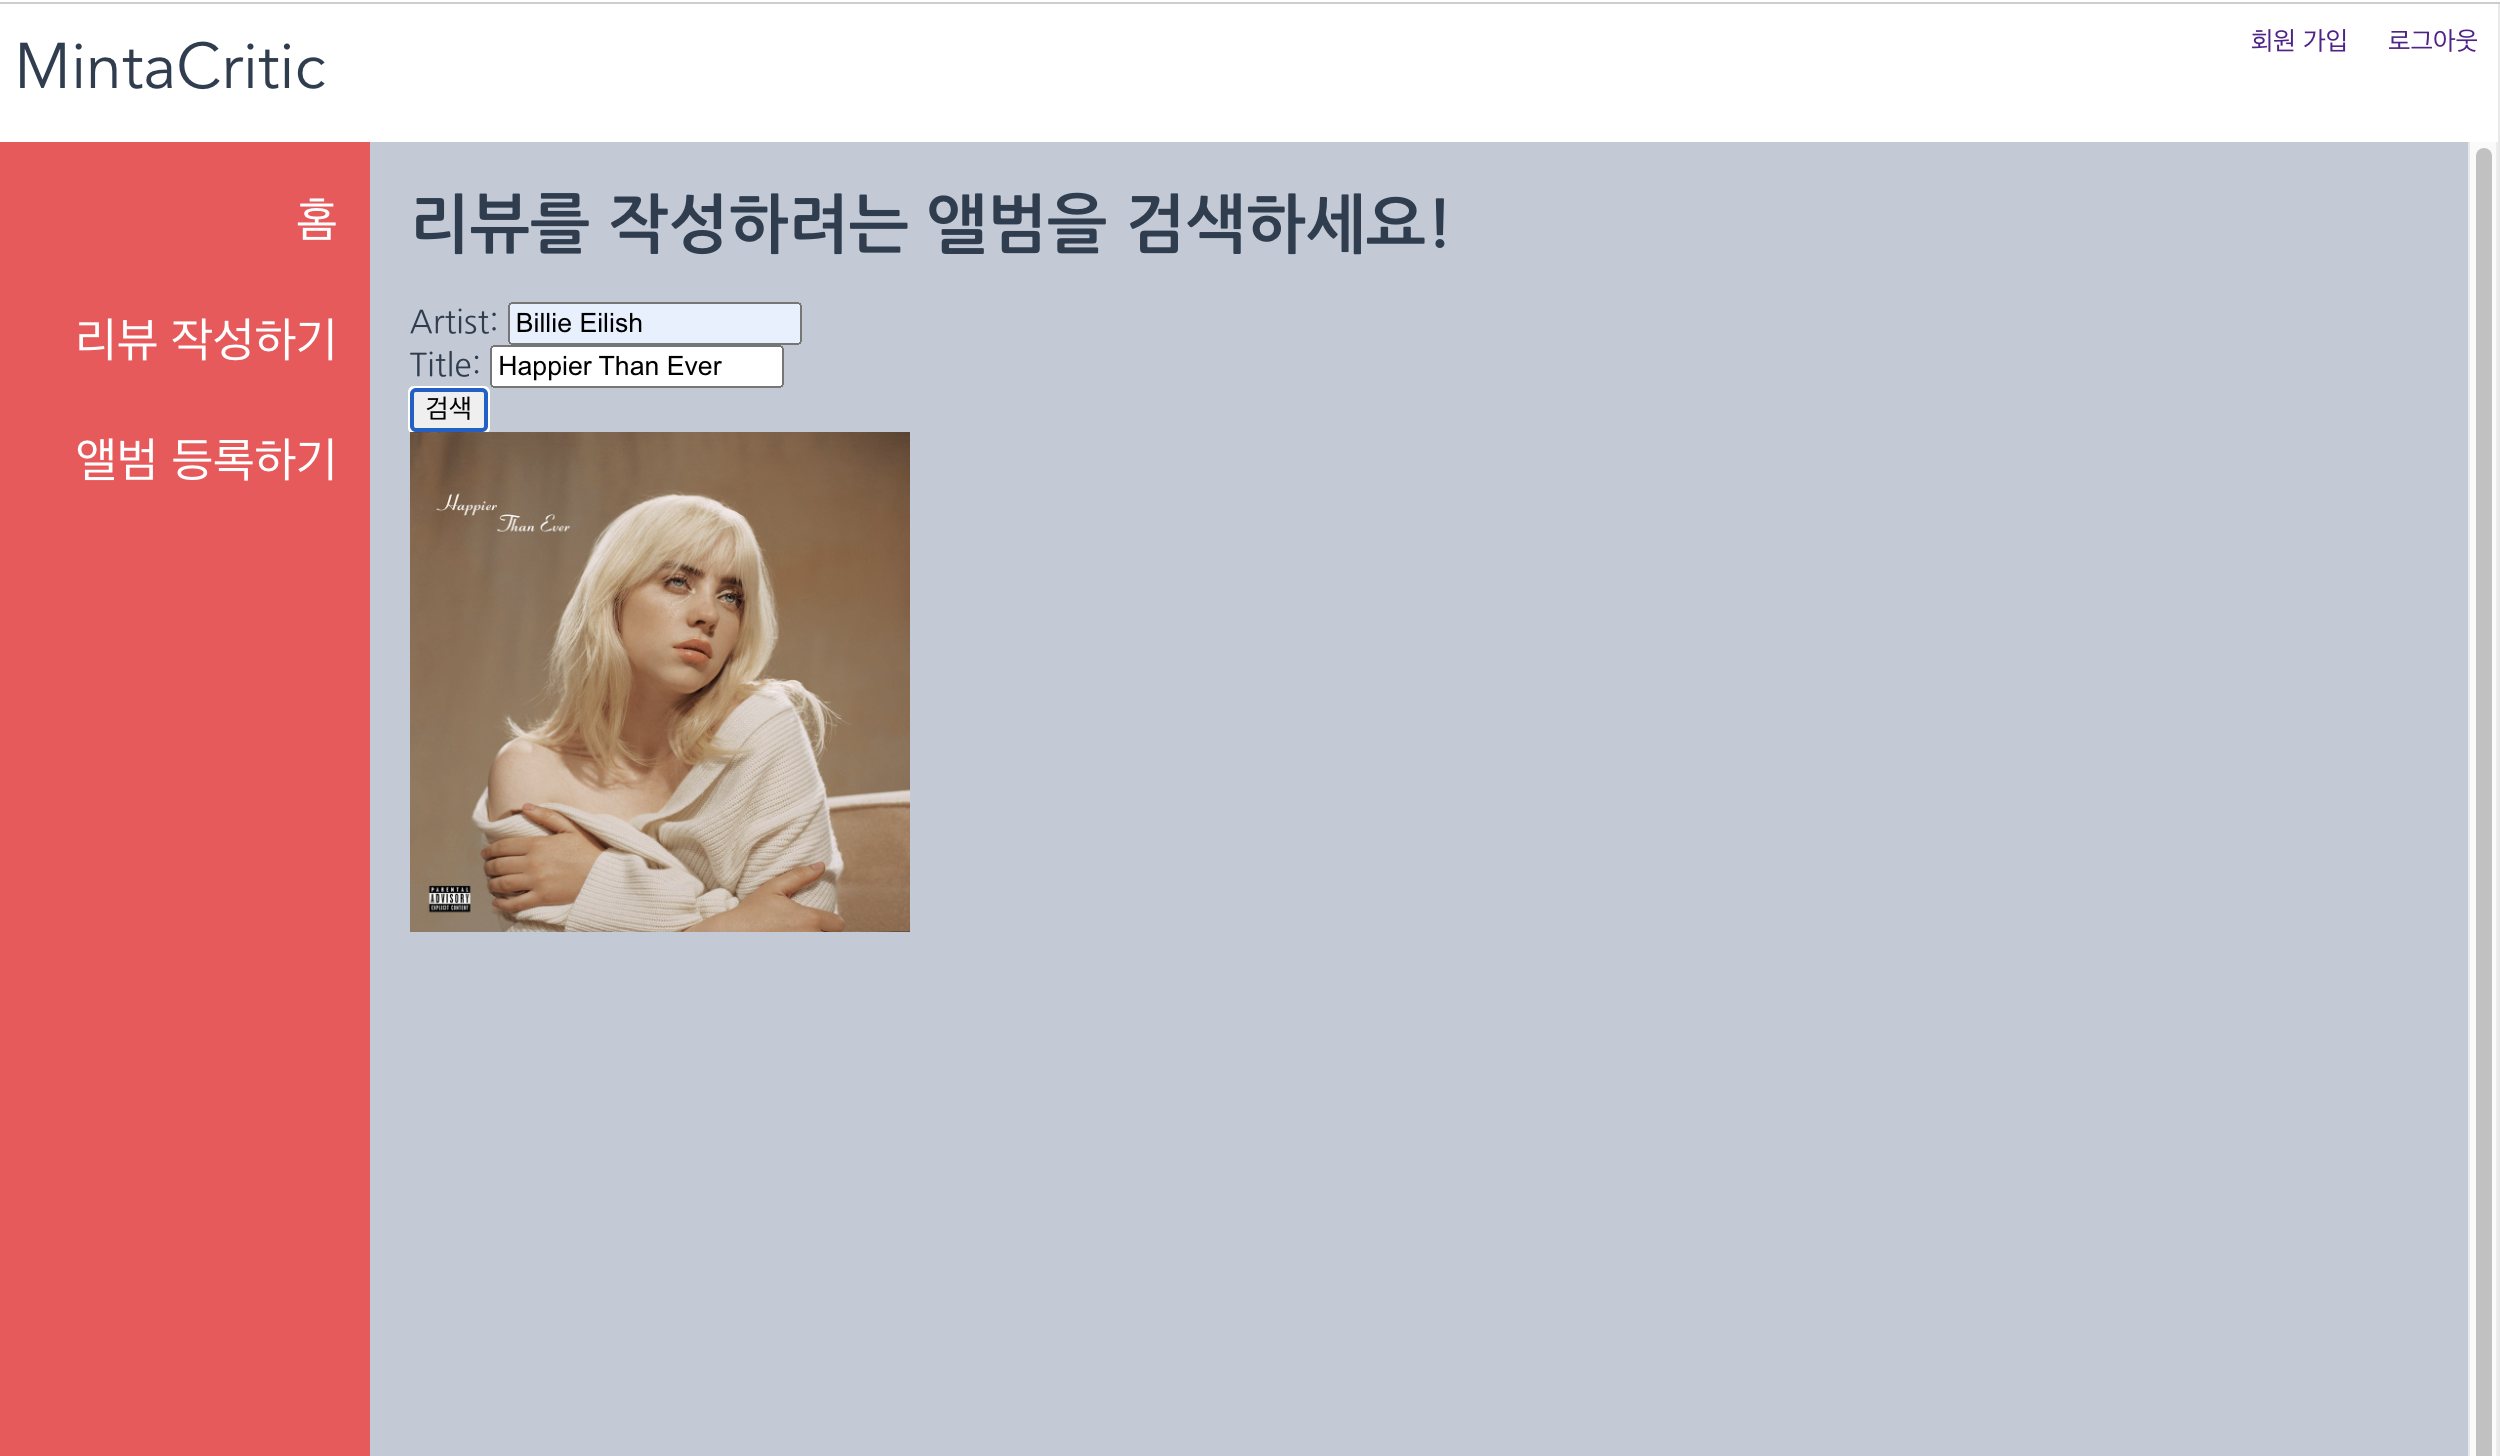 MintaCritic
회원 가입
로그아웃
홈
리뷰 작성하기
앨범 등록하기
리뷰를 작성하려는 앨범을 검색하세요!
Artist: Billie Eilish
Title: Happier Than Ever
검색
Happier
Than Ever
PARENTAL
ADVISORY
EXPLICIT CONTENT